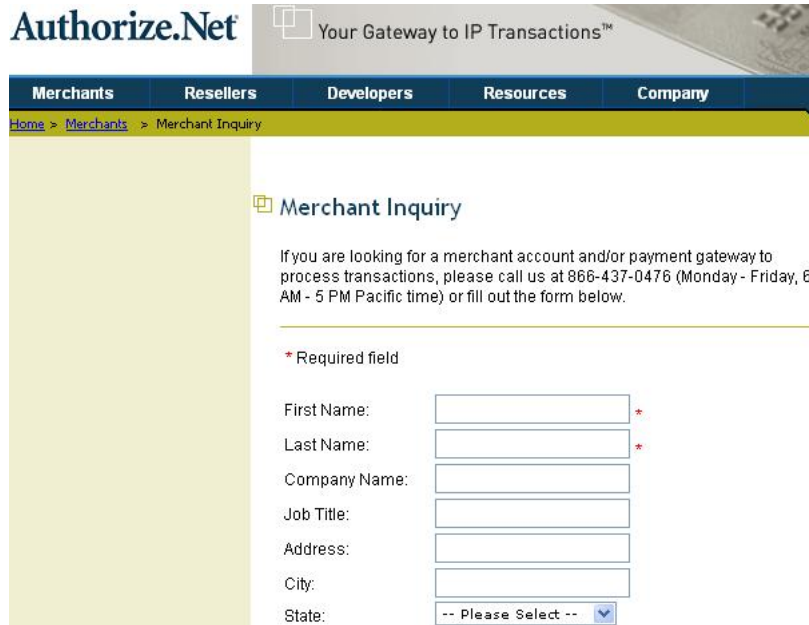 Authorize.Net
Your Gateway to IP Transactions™
Merchants Resellers Developers Resources Company
Home > Merchants > Merchant Inquiry
Merchant Inquiry
If you are looking for a merchant account and/or payment gateway to
process transactions, please call us at 866-437-0476 (Monday - Friday, 6
AM - 5 PM Pacific time) or fill out the form below.
* Required field
First Name: *
Last Name: *
Company Name:
Job Title:
Address:
City:
State: -- Please Select --